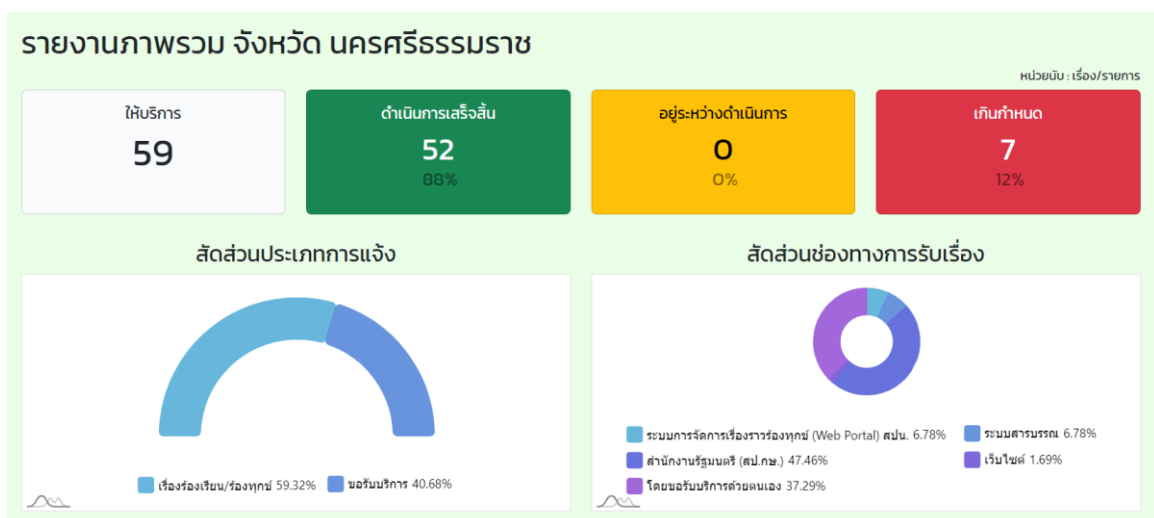 รายงานภาพรวม จังหวัด นครศรีธรรมราช
หน่วยนับ : เรื่อง/รายการ
ให้บริการ
59
ดำเนินการเสร็จสิ้น
52
88%
อยู่ระหว่างดำเนินการ
0
0%
เกินกำหนด
7
12%
สัดส่วนประเภทการแจ้ง
เรื่องร้องเรียน/ร้องทุกข์ 59.32% ขอรับบริการ 40.68%
สัดส่วนช่องทางการรับเรื่อง
ระบบการจัดการเรื่องราวร้องทุกข์ (Web Portal) สปน. 6.78% ระบบสารบรรณ 6.78%
สำนักงานรัฐมนตรี (สป.กษ.) 47.46% เว็บไซต์ 1.69%
โดยขอรับบริการด้วยตนเอง 37.29%